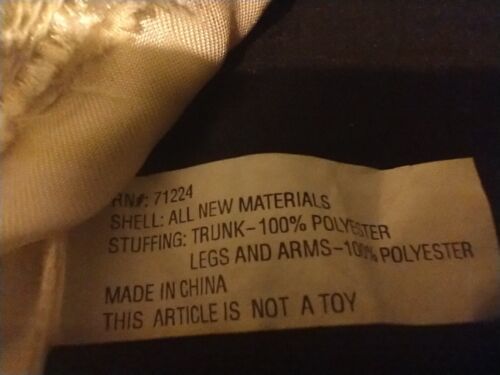 RN#: 71224
SHELL: ALL NEW MATERIALS
STUFFING: TRUNK-100% POLYESTER
LEGS AND ARMS-100% POLYESTER
MADE IN CHINA
THIS ARTICLE IS NOT A TOY